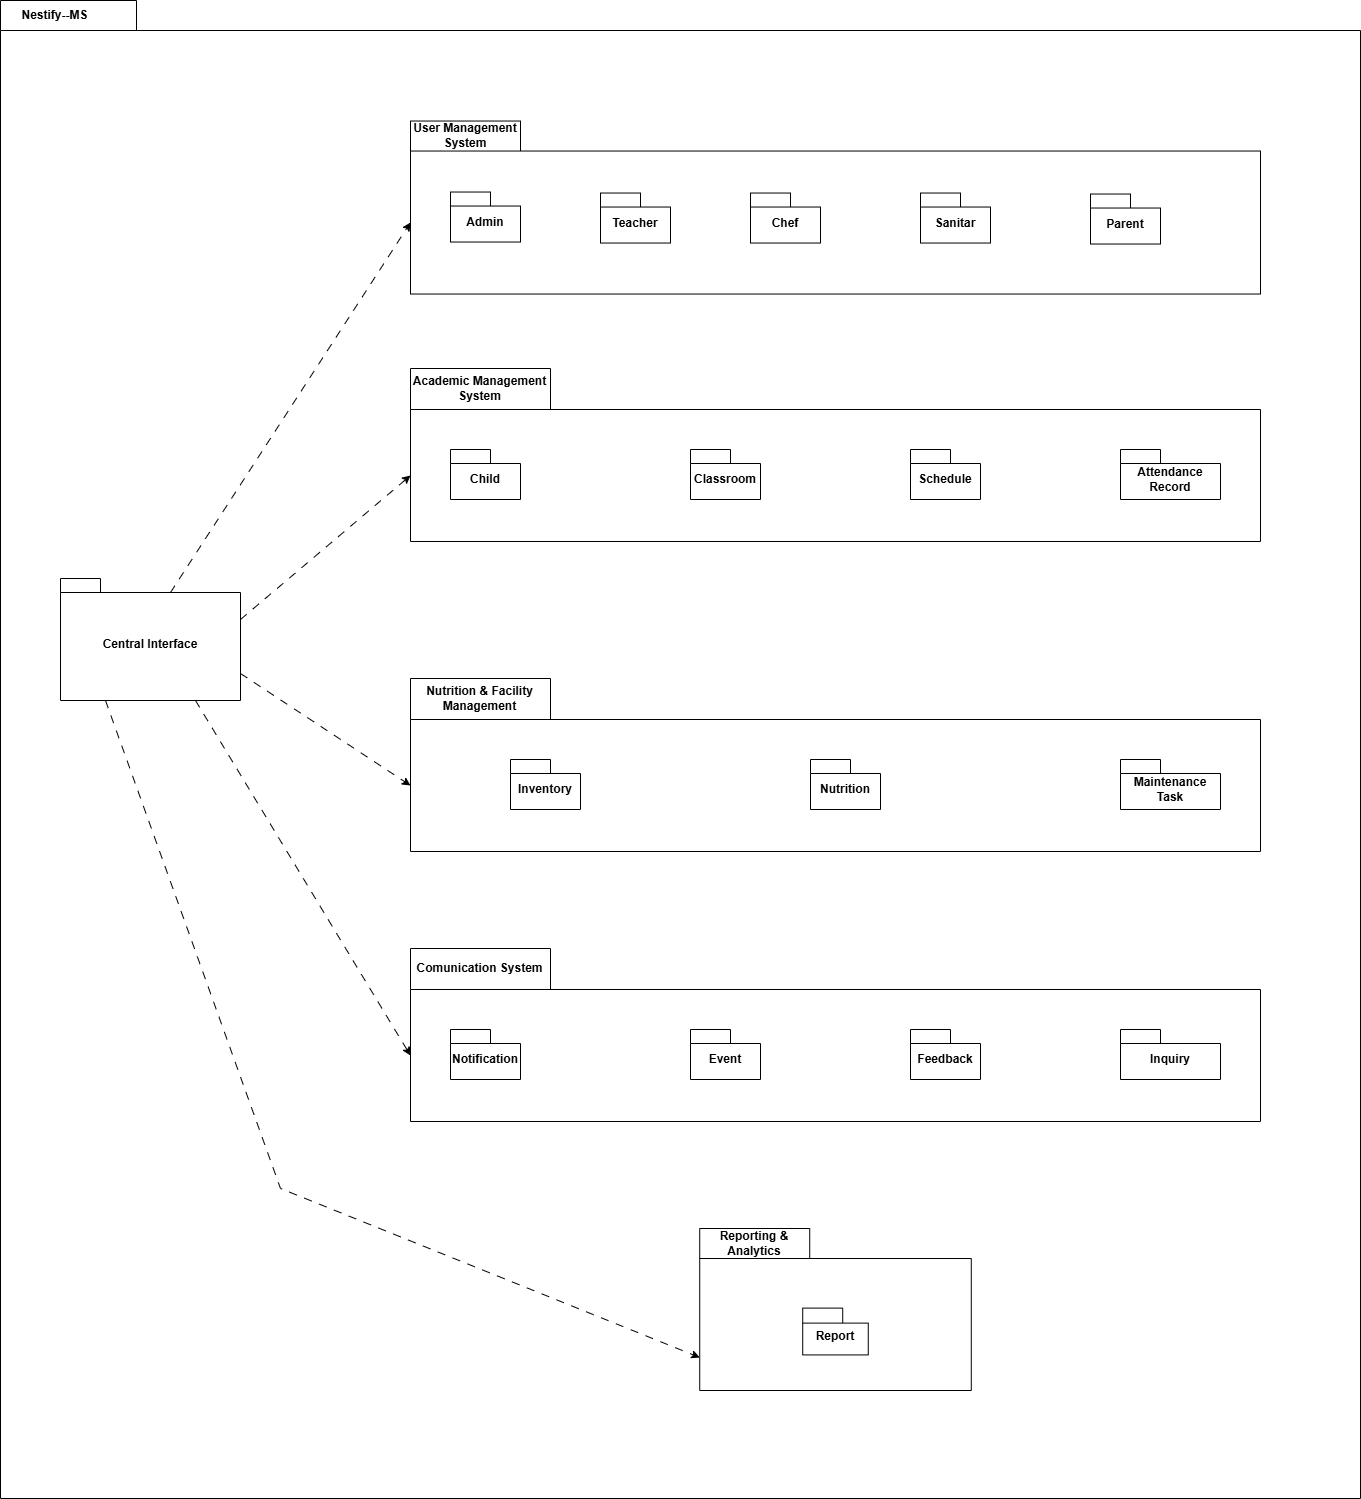 Nestify--MS
User Management
System
Admin
Teacher
Chef
Sanitar
Parent
Academic Management
System
Child
Classroom
Schedule
Attendance
Record
Central Interface
Nutrition & Facility
Management
Inventory
Nutrition
Maintenance
Task
Comunication System
Notification
Event
Feedback
Inquiry
Reporting &
Analytics
Report